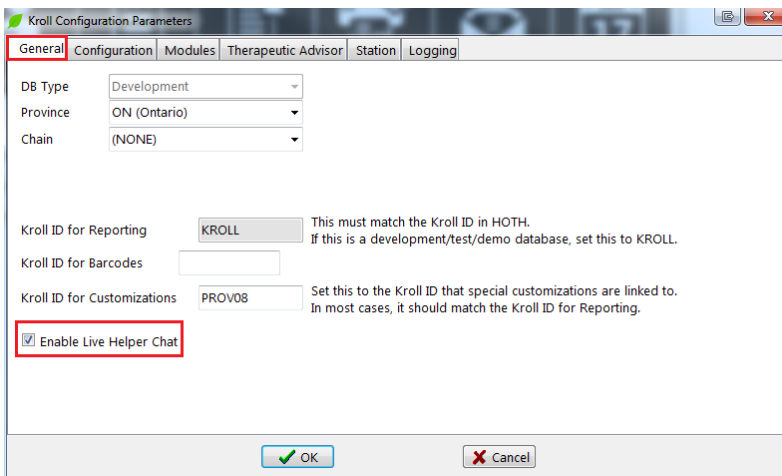 Kroll Configuration Parameters
General Configuration Modules Therapeutic Advisor Station Logging
DB Type Development
Province ON (Ontario)
Chain (NONE)
Kroll ID for Reporting KROLL This must match the Kroll ID in HOTH.
If this is a development/test/demo database, set this to KROLL.
Kroll ID for Barcodes
Kroll ID for Customizations PROV08 Set this to the Kroll ID that special customizations are linked to.
In most cases, it should match the Kroll ID for Reporting.
Enable Live Helper Chat
OK Cancel